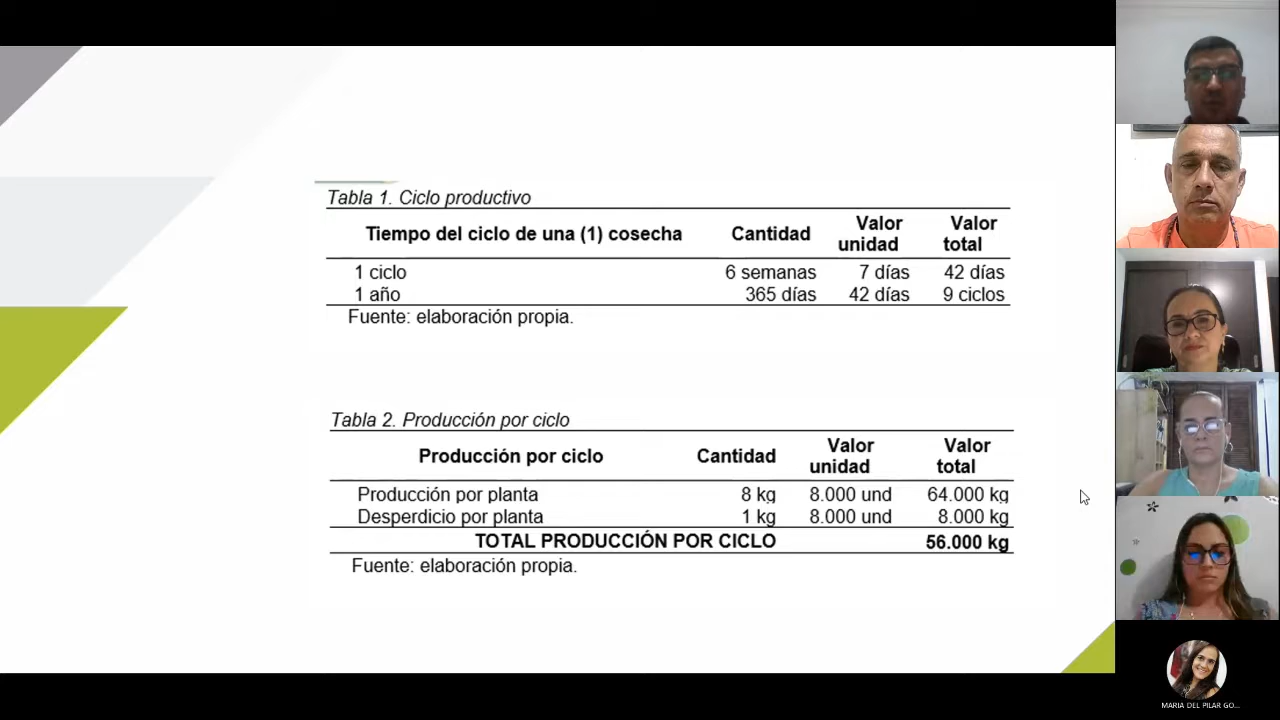 Tabla 1. Ciclo productivo
Tiempo del ciclo de una (1) cosecha Cantidad Valor unidad Valor total
1 ciclo 6 semanas 7 días 42 días
1 año 365 días 42 días 9 ciclos
Fuente: elaboración propia.
Tabla 2. Producción por ciclo
Producción por ciclo Cantidad Valor unidad Valor total
Producción por planta 8 kg 8.000 und 64.000 kg
Desperdicio por planta 1 kg 8.000 und 8.000 kg
TOTAL PRODUCCIÓN POR CICLO 56.000 kg
Fuente: elaboración propia.
MARIA DEL PILAR GO...